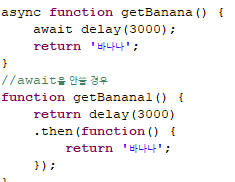 async function getBanana() {
    await delay(3000);
    return '바나나';
}
//await을 안쓸 경우
function getBanana1() {
    return delay(3000)
    .then(function() {
        return '바나나';
    });